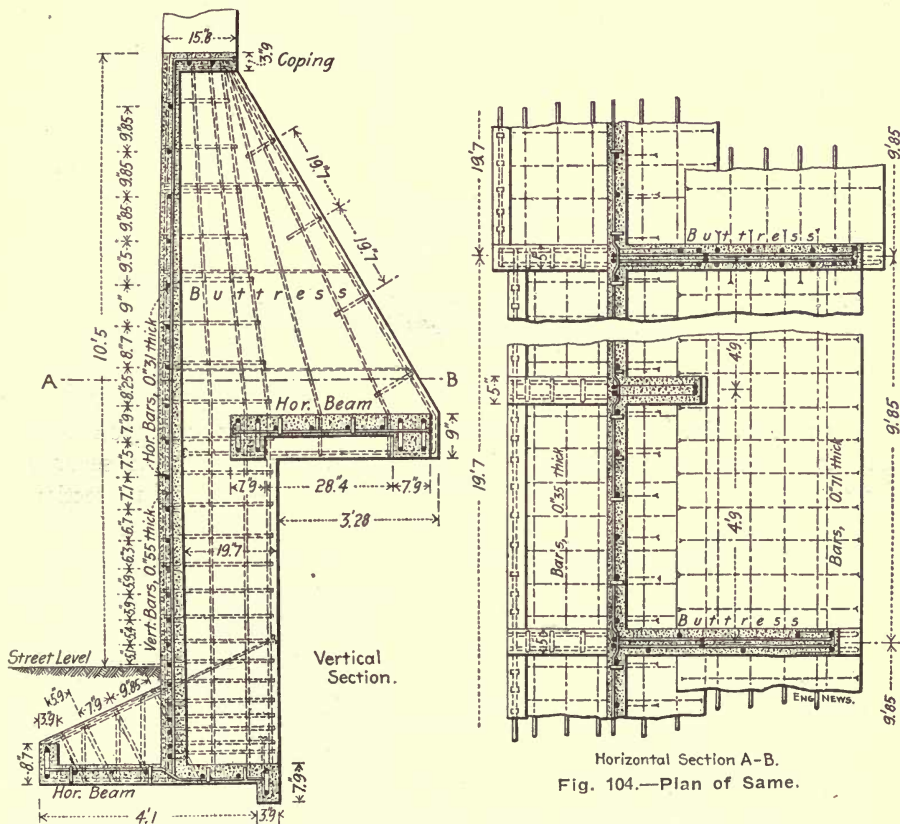 15."8
3."9
Coping
10.'5
9."85
9."85
9."5
9"
8."7
8."25
7."9
7."5
7."1
6."7
6."3
5."9
5."9
Hor. Bars, 0."31 thick
Vert. Bars, 0."55 thick
19."7
19."7
Buttress
A
B
Hor. Beam
9"
7."9
28."4
7."9
3.'28
19."7
Street Level
Vertical
Section.
3."9
5."9
7."9
9."85
8."7
Hor. Beam
4.'1
3."9
7."9
19.'7
9.'85
Buttress
5"
4.'9
5"
19.'7
9.'85
Bars, 0."35 thick
4.'9
Bars, 0."71 thick
Buttress
ENG. NEWS.
9.'85
Horizontal Section A-B.
Fig. 104.—Plan of Same.